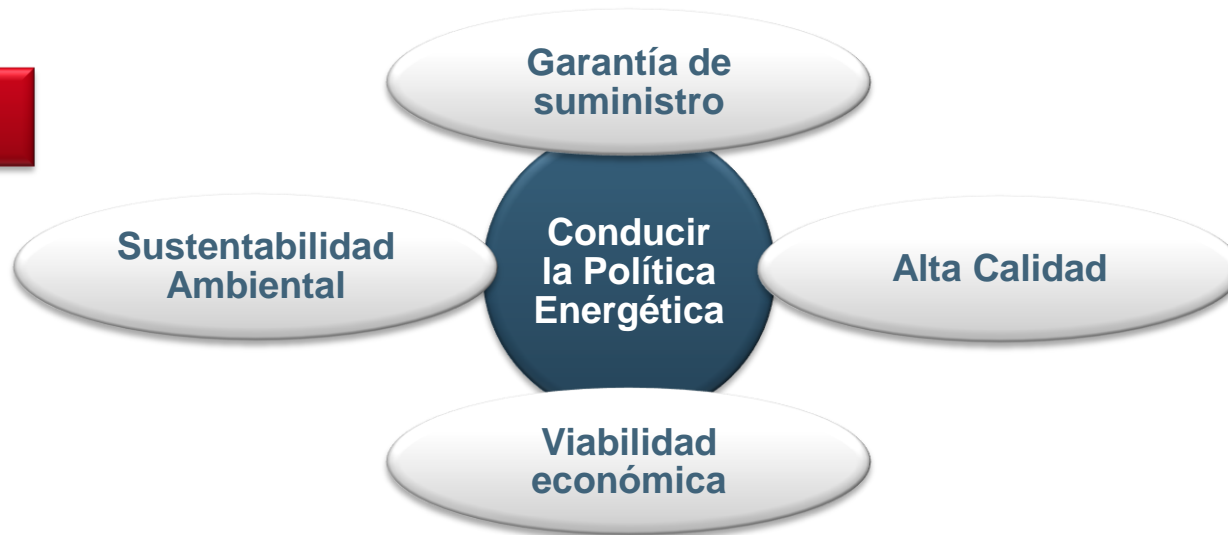 Garantía de
suministro
Sustentabilidad
Ambiental
Conducir
la Política
Energética
Alta Calidad
Viabilidad
económica